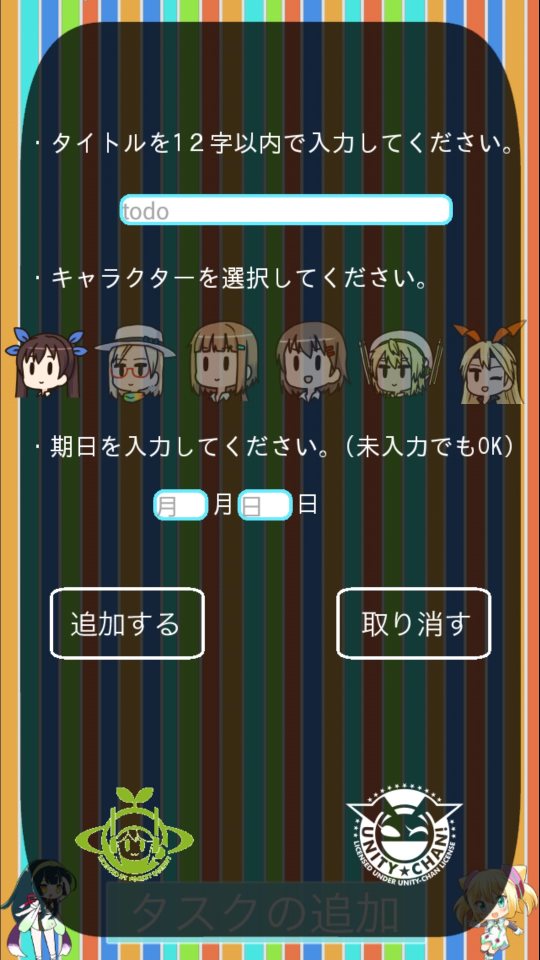 ・タイトルを1２字以内で入力してください。
todo
・キャラクターを選択してください。
・期日を入力してください。(未入力でもOK)
月 月 日 日
追加する 取り消す
UNITY★CHAN!
LICENSED UNDER UNITY-CHAN LICENSE
タスクの追加